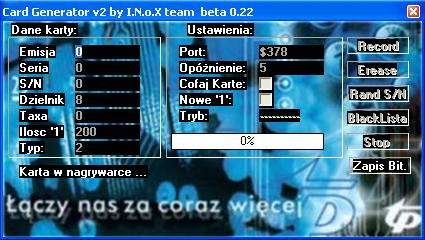 Card Generator v2 by I.N.o.X team beta 0.22
Dane karty:
Emisja 0
Seria 0
S/N 0
Dzielnik 8
Taxa 0
Ilosc '1' 200
Typ: 2
Karta w nagrywarce ...
Ustawienia:
Port: $378
Opóżnienie: 5
Cofaj Karte:
Nowe '1':
Tryb:
0%
Record
Erease
Rand S/N
BlackLista
Stop
Zapis Bit.
Łączy nas za coraz więcej
tp